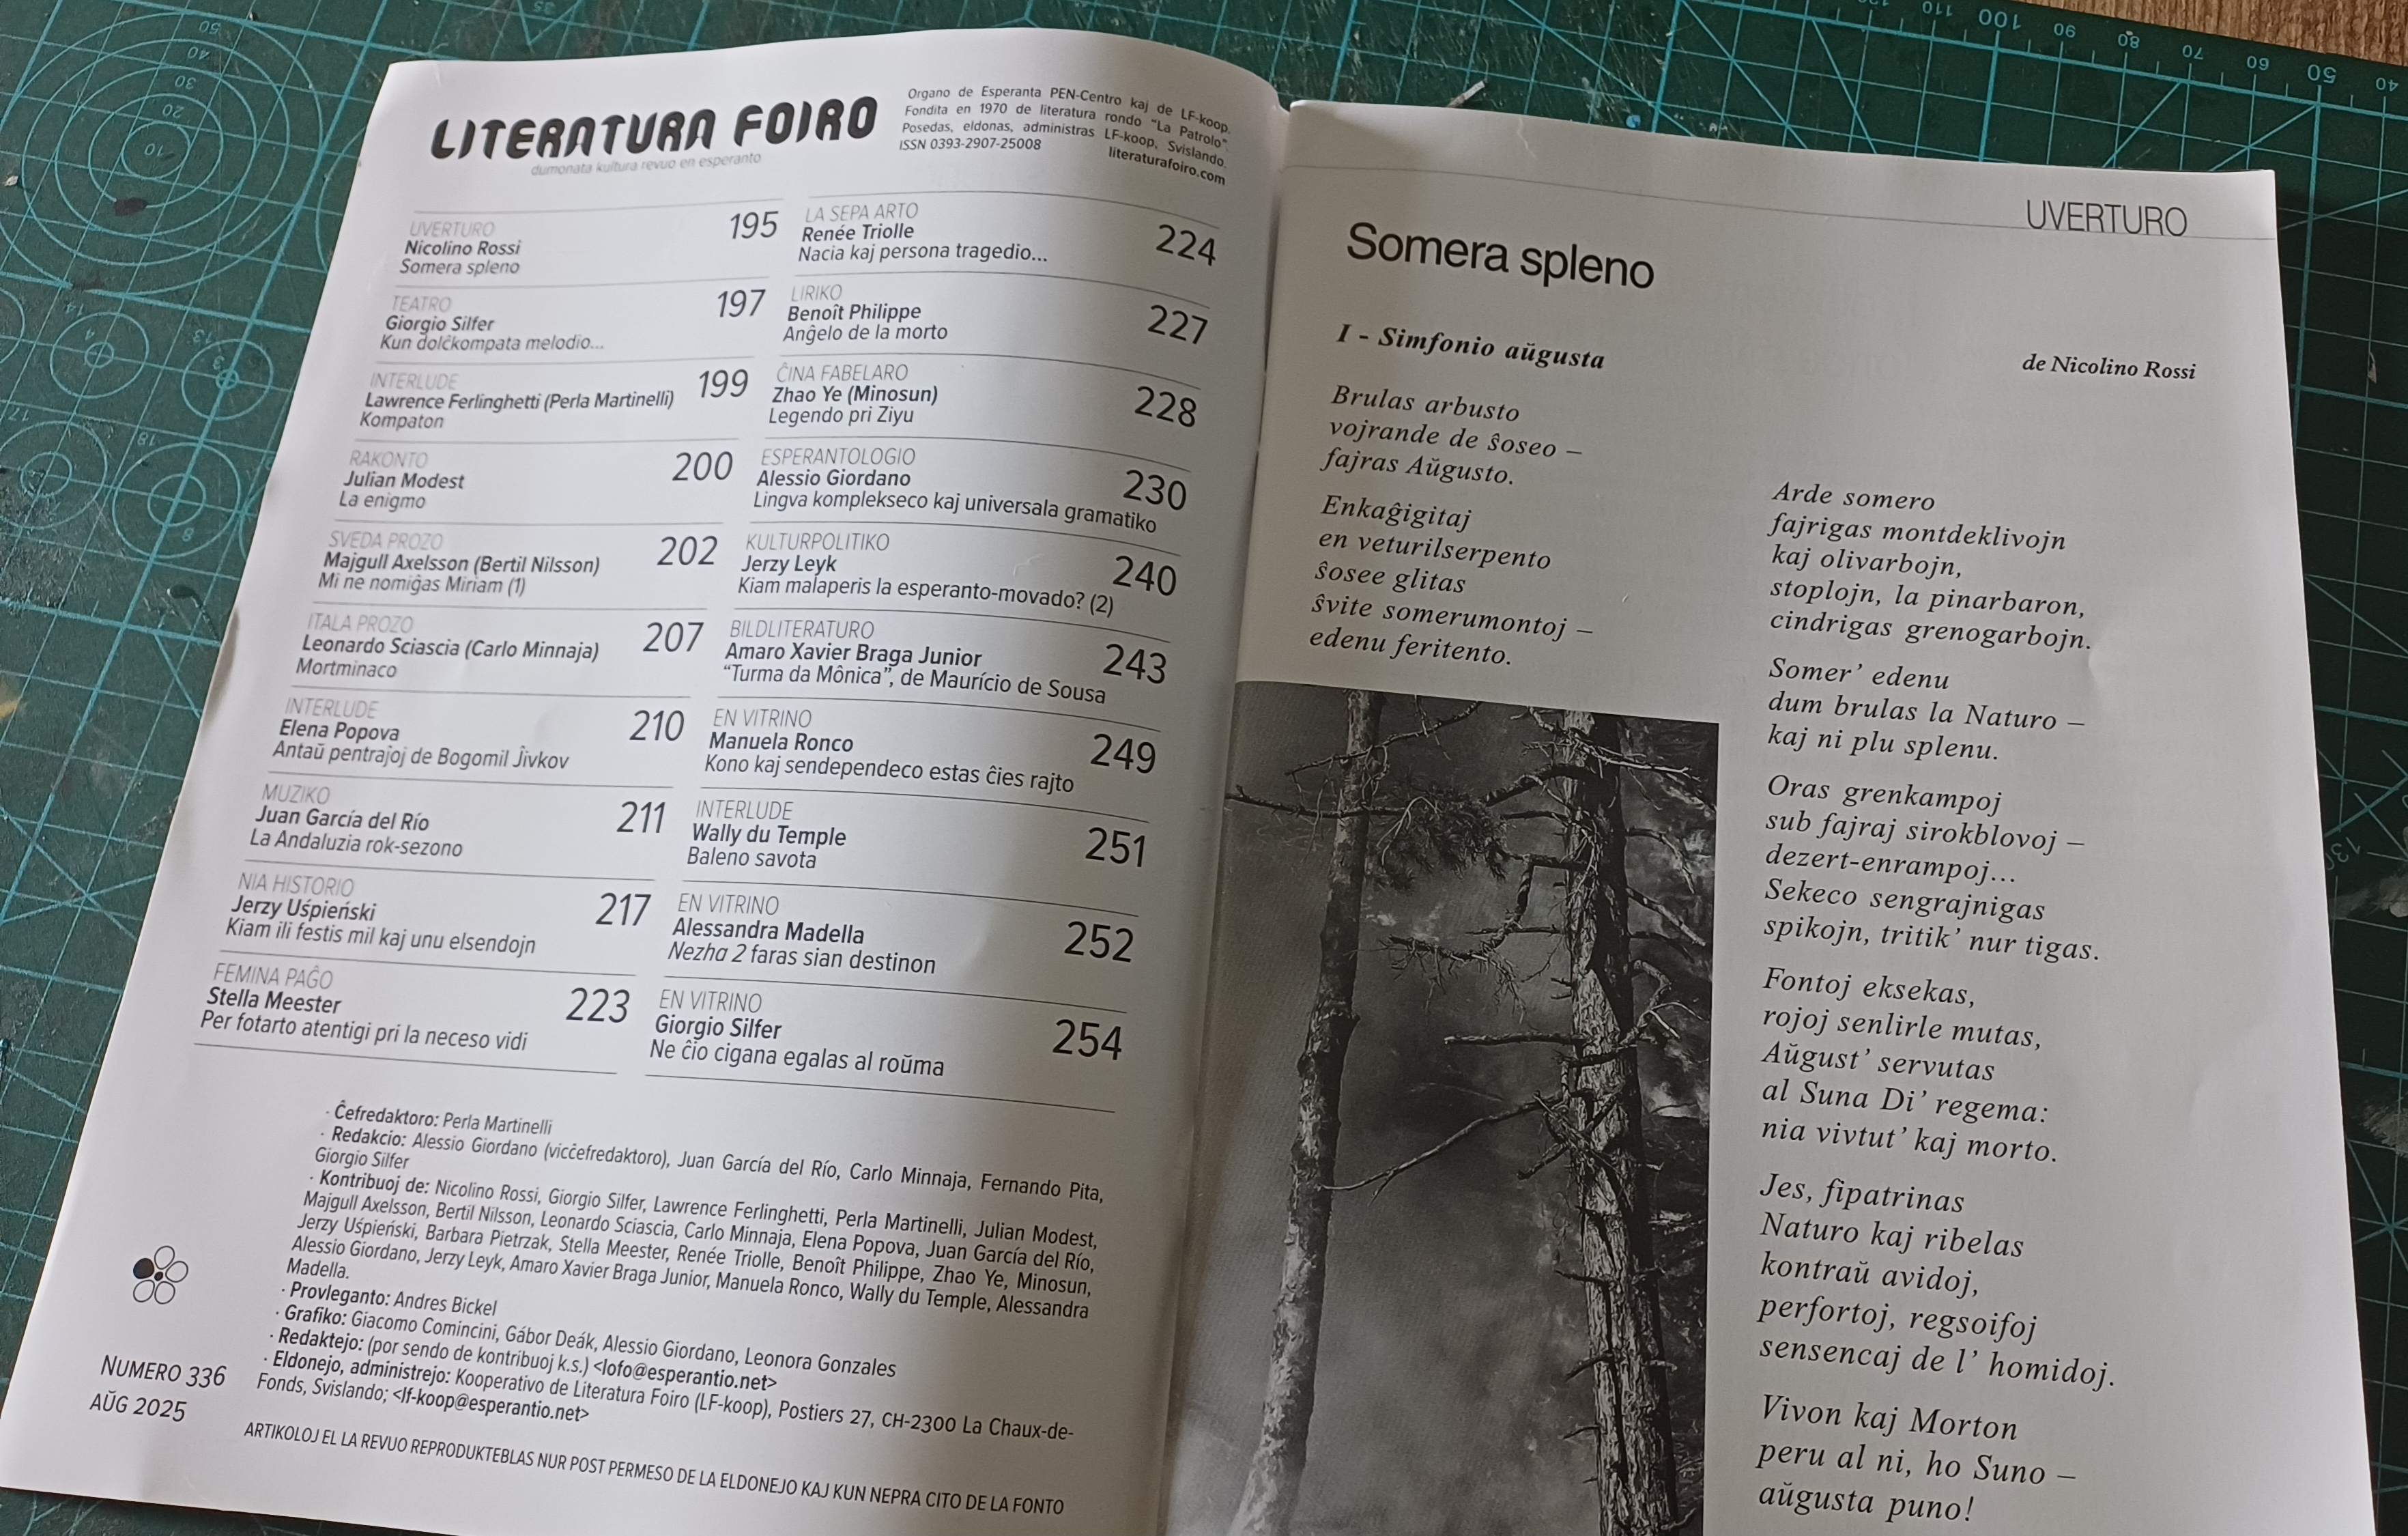 LITERATURA FOIRO
dumonata kultura revuo en esperanto
Organo de Esperanta PEN-Centro kaj de LF-koop.
Fondita en 1970 de literatura rondo "La Patrolo".
Posedas, eldonas, administras LF-koop, Svislando.
ISSN 0393-2907-25008
literaturafoiro.com
UVERTURO
Nicolino Rossi
Somera spleno
195
TEATRO
Giorgio Silfer
Kun dolĉkompata melodio...
197
INTERLUDE
Lawrence Ferlinghetti (Perla Martinelli)
Kompaton
199
RAKONTO
Julian Modest
La enigmo
200
SVEDA PROZO
Majgull Axelsson (Bertil Nilsson)
Mi ne nomiĝas Miriam (1)
202
ITALA PROZO
Leonardo Sciascia (Carlo Minnaja)
Mortminaco
207
INTERLUDE
Elena Popova
Antaŭ pentraĵoj de Bogomil Ĵivkov
210
MUZIKO
Juan García del Río
La Andaluzia rok-sezono
211
NIA HISTORIO
Jerzy Uśpieński
Kiam ili festis mil kaj unu elsendojn
217
FEMINA PAĜO
Stella Meester
Per fotarto atentigi pri la neceso vidi
223
LA SEPA ARTO
Renée Triolle
Nacia kaj persona tragedio...
224
LIRIKO
Benoît Philippe
Anĝelo de la morto
227
ĈINA FABELARO
Zhao Ye (Minosun)
Legendo pri Ziyu
228
ESPERANTOLOGIO
Alessio Giordano
Lingva komplekseco kaj universala gramatiko
230
KULTURPOLITIKO
Jerzy Leyk
Kiam malaperis la esperanto-movado? (2)
240
BILDLITERATURO
Amaro Xavier Braga Junior
"Turma da Mônica", de Maurício de Sousa
243
EN VITRINO
Manuela Ronco
Kono kaj sendependeco estas ĉies rajto
249
INTERLUDE
Wally du Temple
Baleno savota
251
EN VITRINO
Alessandra Madella
Nezha 2 faras sian destinon
252
EN VITRINO
Giorgio Silfer
Ne ĉio cigana egalas al roŭma
254
· Ĉefredaktoro: Perla Martinelli
· Redakcio: Alessio Giordano (vicĉefredaktoro), Juan García del Río, Carlo Minnaja, Fernando Pita,
Giorgio Silfer
· Kontribuoj de: Nicolino Rossi, Giorgio Silfer, Lawrence Ferlinghetti, Perla Martinelli, Julian Modest,
Majgull Axelsson, Bertil Nilsson, Leonardo Sciascia, Carlo Minnaja, Elena Popova, Juan García del Río,
Jerzy Uśpieński, Barbara Pietrzak, Stella Meester, Renée Triolle, Benoît Philippe, Zhao Ye, Minosun,
Alessio Giordano, Jerzy Leyk, Amaro Xavier Braga Junior, Manuela Ronco, Wally du Temple, Alessandra
Madella.
· Provleganto: Andres Bickel
· Grafiko: Giacomo Comincini, Gábor Deák, Alessio Giordano, Leonora Gonzales
· Redaktejo: (por sendo de kontribuoj k.s.) <lofo@esperantio.net>
· Eldonejo, administrejo: Kooperativo de Literatura Foiro (LF-koop), Postiers 27, CH-2300 La Chaux-de-
Fonds, Svislando; <lf-koop@esperantio.net>
NUMERO 336
AŬG 2025
ARTIKOLOJ EL LA REVUO REPRODUKTEBLAS NUR POST PERMESO DE LA ELDONEJO KAJ KUN NEPRA CITO DE LA FONTO
UVERTURO
Somera spleno
I - Simfonio aŭgusta
de Nicolino Rossi
Brulas arbusto
vojrande de ŝoseo –
fajras Aŭgusto.
Enkaĝigitaj
en veturilserpento
ŝosee glitas
ŝvite somerumontoj –
edenu feritento.
Arde somero
fajrigas montdeklivojn
kaj olivarbojn,
stoplojn, la pinarbaron,
cindrigas grenogarbojn.
Somer' edenu
dum brulas la Naturo –
kaj ni plu splenu.
Oras grenkampoj
sub fajraj sirokblovoj –
dezert-enrampoj...
Sekeco sengrajnigas
spikojn, tritik' nur tigas.
Fontoj eksekas,
rojoj senlirle mutas,
Aŭgust' servutas
al Suna Di' regema:
nia vivtut' kaj morto.
Jes, fipatrinas
Naturo kaj ribelas
kontraŭ avidoj,
perfortoj, regsoifoj
sensencaj de l' homidoj.
Vivon kaj Morton
peru al ni, ho Suno –
aŭgusta puno!